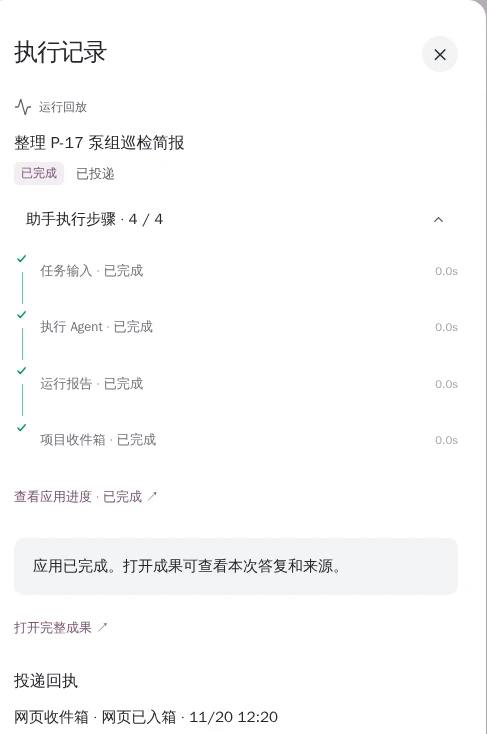 执行记录
运行回放
整理 P-17 泵组巡检简报
已完成 已投递
助手执行步骤 · 4 / 4
任务输入 · 已完成 0.0s
执行 Agent · 已完成 0.0s
运行报告 · 已完成 0.0s
项目收件箱 · 已完成 0.0s
查看应用进度 · 已完成 ↗
应用已完成。打开成果可查看本次答复和来源。
打开完整成果 ↗
投递回执
网页收件箱 · 网页已入箱 · 11/20 12:20